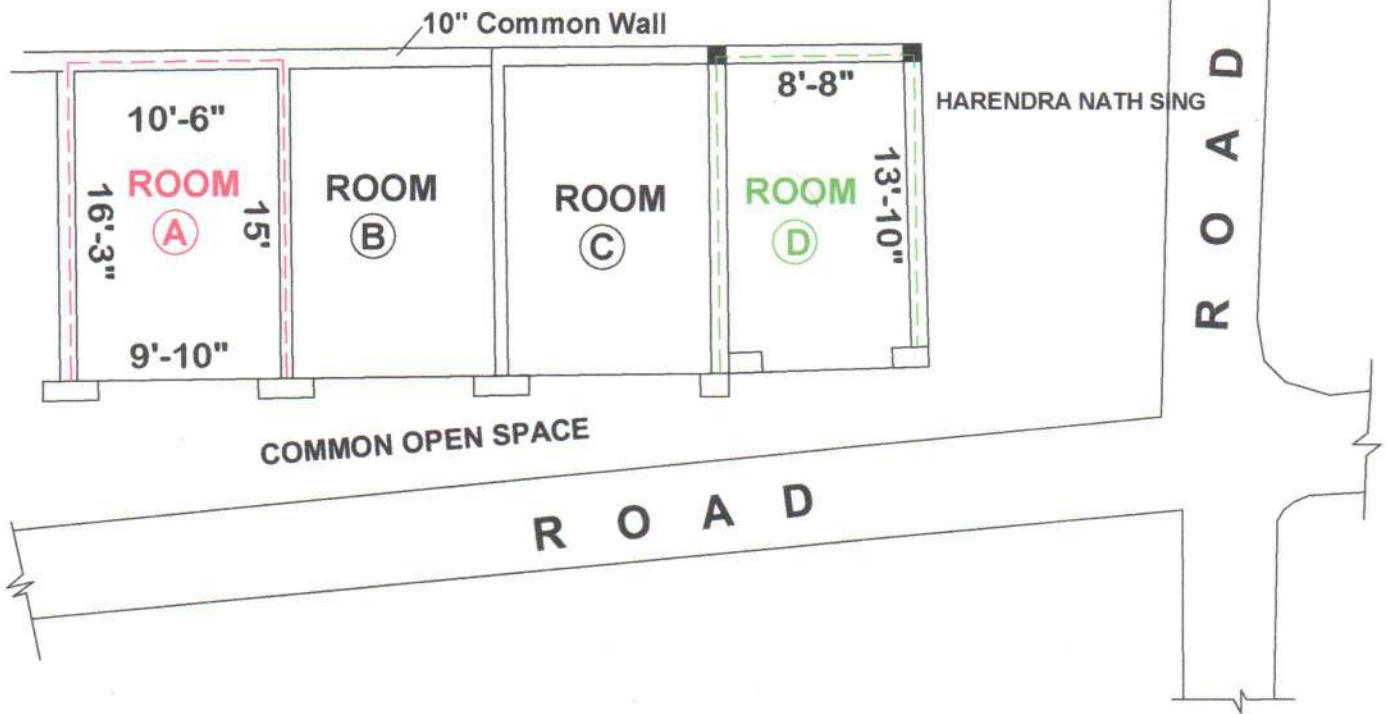 10" Common Wall
10'-6"
8'-8"
HARENDRA NATH SING
ROOM
A
16'-3"
15'
ROOM
B
ROOM
C
ROOM
D
13'-10"
9'-10"
COMMON OPEN SPACE
ROAD
ROAD